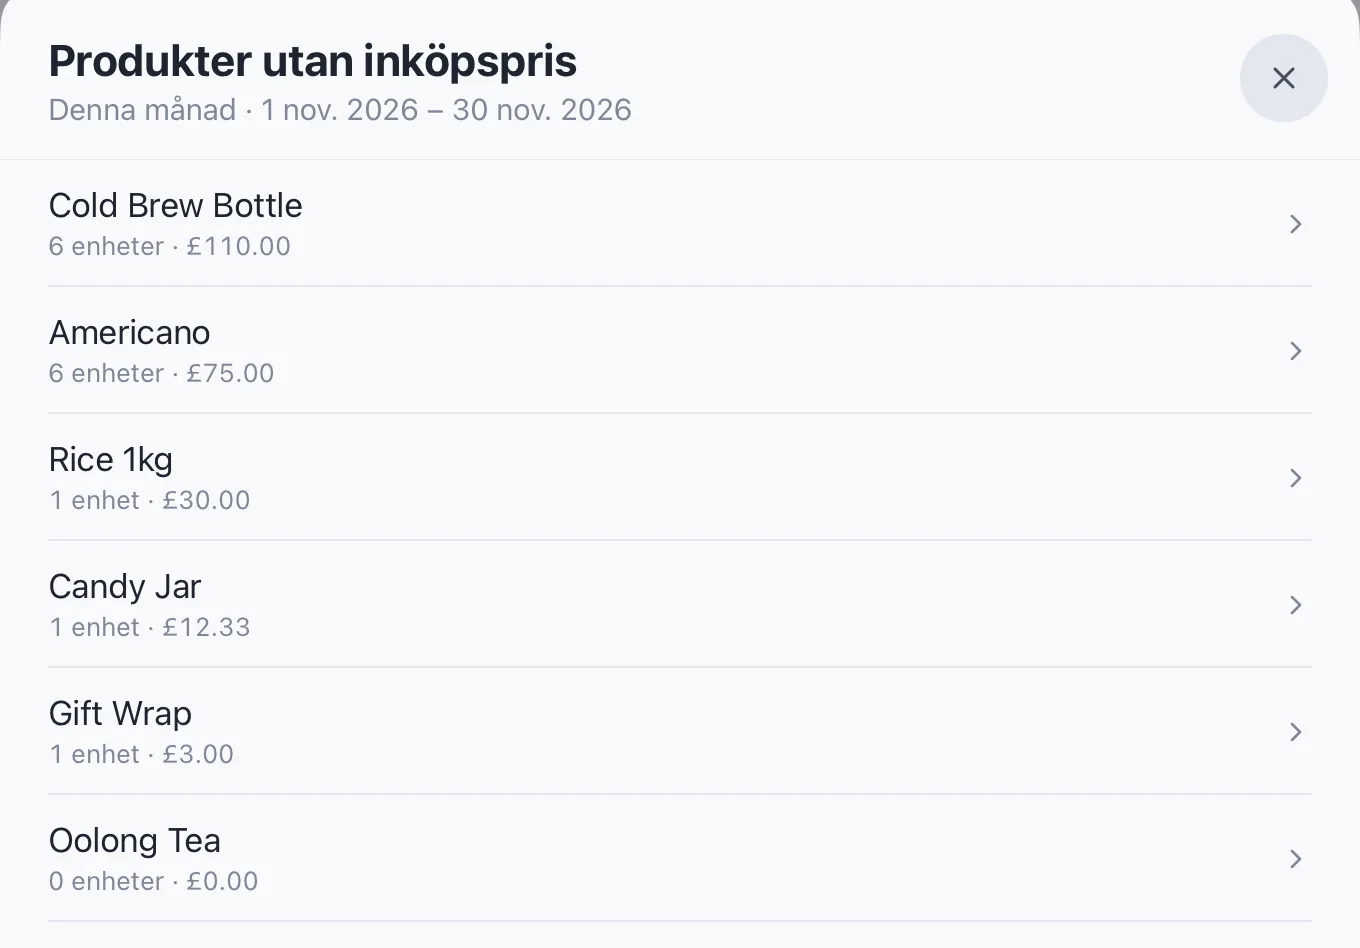 Produkter utan inköpspris
Denna månad · 1 nov. 2026 – 30 nov. 2026
Cold Brew Bottle
6 enheter · £110.00
Americano
6 enheter · £75.00
Rice 1kg
1 enhet · £30.00
Candy Jar
1 enhet · £12.33
Gift Wrap
1 enhet · £3.00
Oolong Tea
0 enheter · £0.00